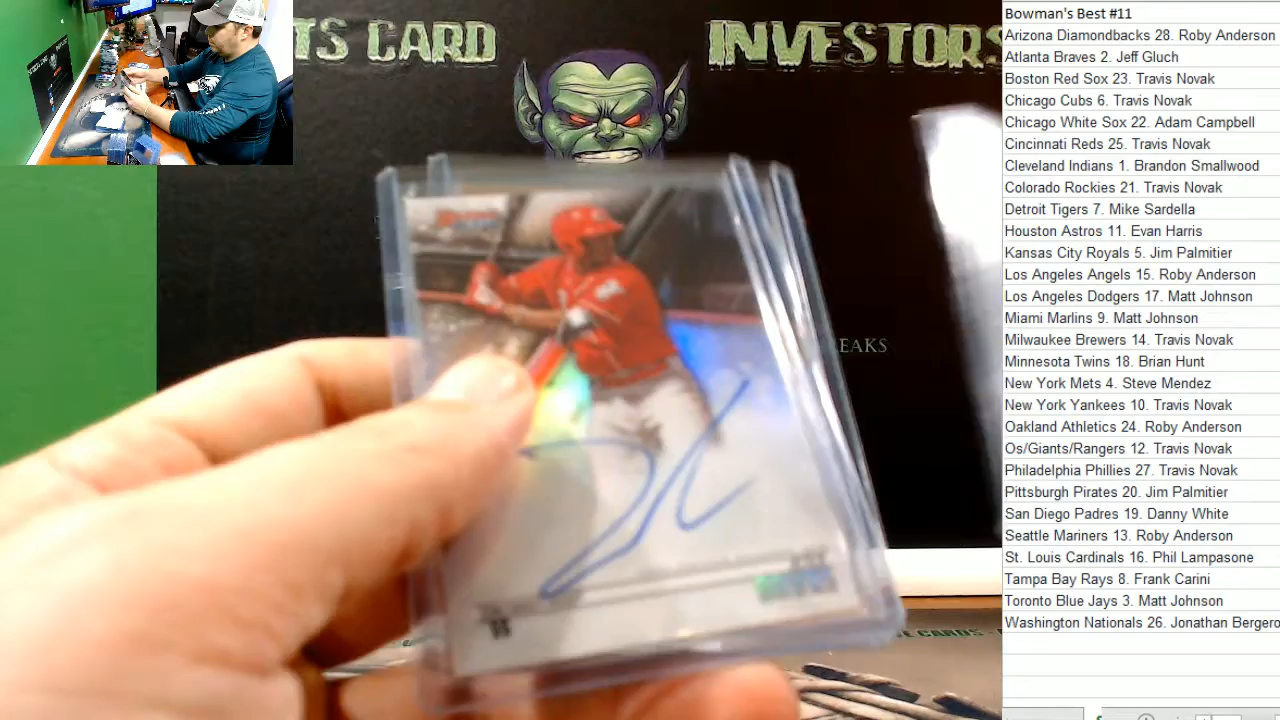 TS CARD INVESTORS
REAKS
Bowman's Best #11
Arizona Diamondbacks 28. Roby Anderson
Atlanta Braves 2. Jeff Gluch
Boston Red Sox 23. Travis Novak
Chicago Cubs 6. Travis Novak
Chicago White Sox 22. Adam Campbell
Cincinnati Reds 25. Travis Novak
Cleveland Indians 1. Brandon Smallwood
Colorado Rockies 21. Travis Novak
Detroit Tigers 7. Mike Sardella
Houston Astros 11. Evan Harris
Kansas City Royals 5. Jim Palmitier
Los Angeles Angels 15. Roby Anderson
Los Angeles Dodgers 17. Matt Johnson
Miami Marlins 9. Matt Johnson
Milwaukee Brewers 14. Travis Novak
Minnesota Twins 18. Brian Hunt
New York Mets 4. Steve Mendez
New York Yankees 10. Travis Novak
Oakland Athletics 24. Roby Anderson
Os/Giants/Rangers 12. Travis Novak
Philadelphia Phillies 27. Travis Novak
Pittsburgh Pirates 20. Jim Palmitier
San Diego Padres 19. Danny White
Seattle Mariners 13. Roby Anderson
St. Louis Cardinals 16. Phil Lampasone
Tampa Bay Rays 8. Frank Carini
Toronto Blue Jays 3. Matt Johnson
Washington Nationals 26. Jonathan Bergero